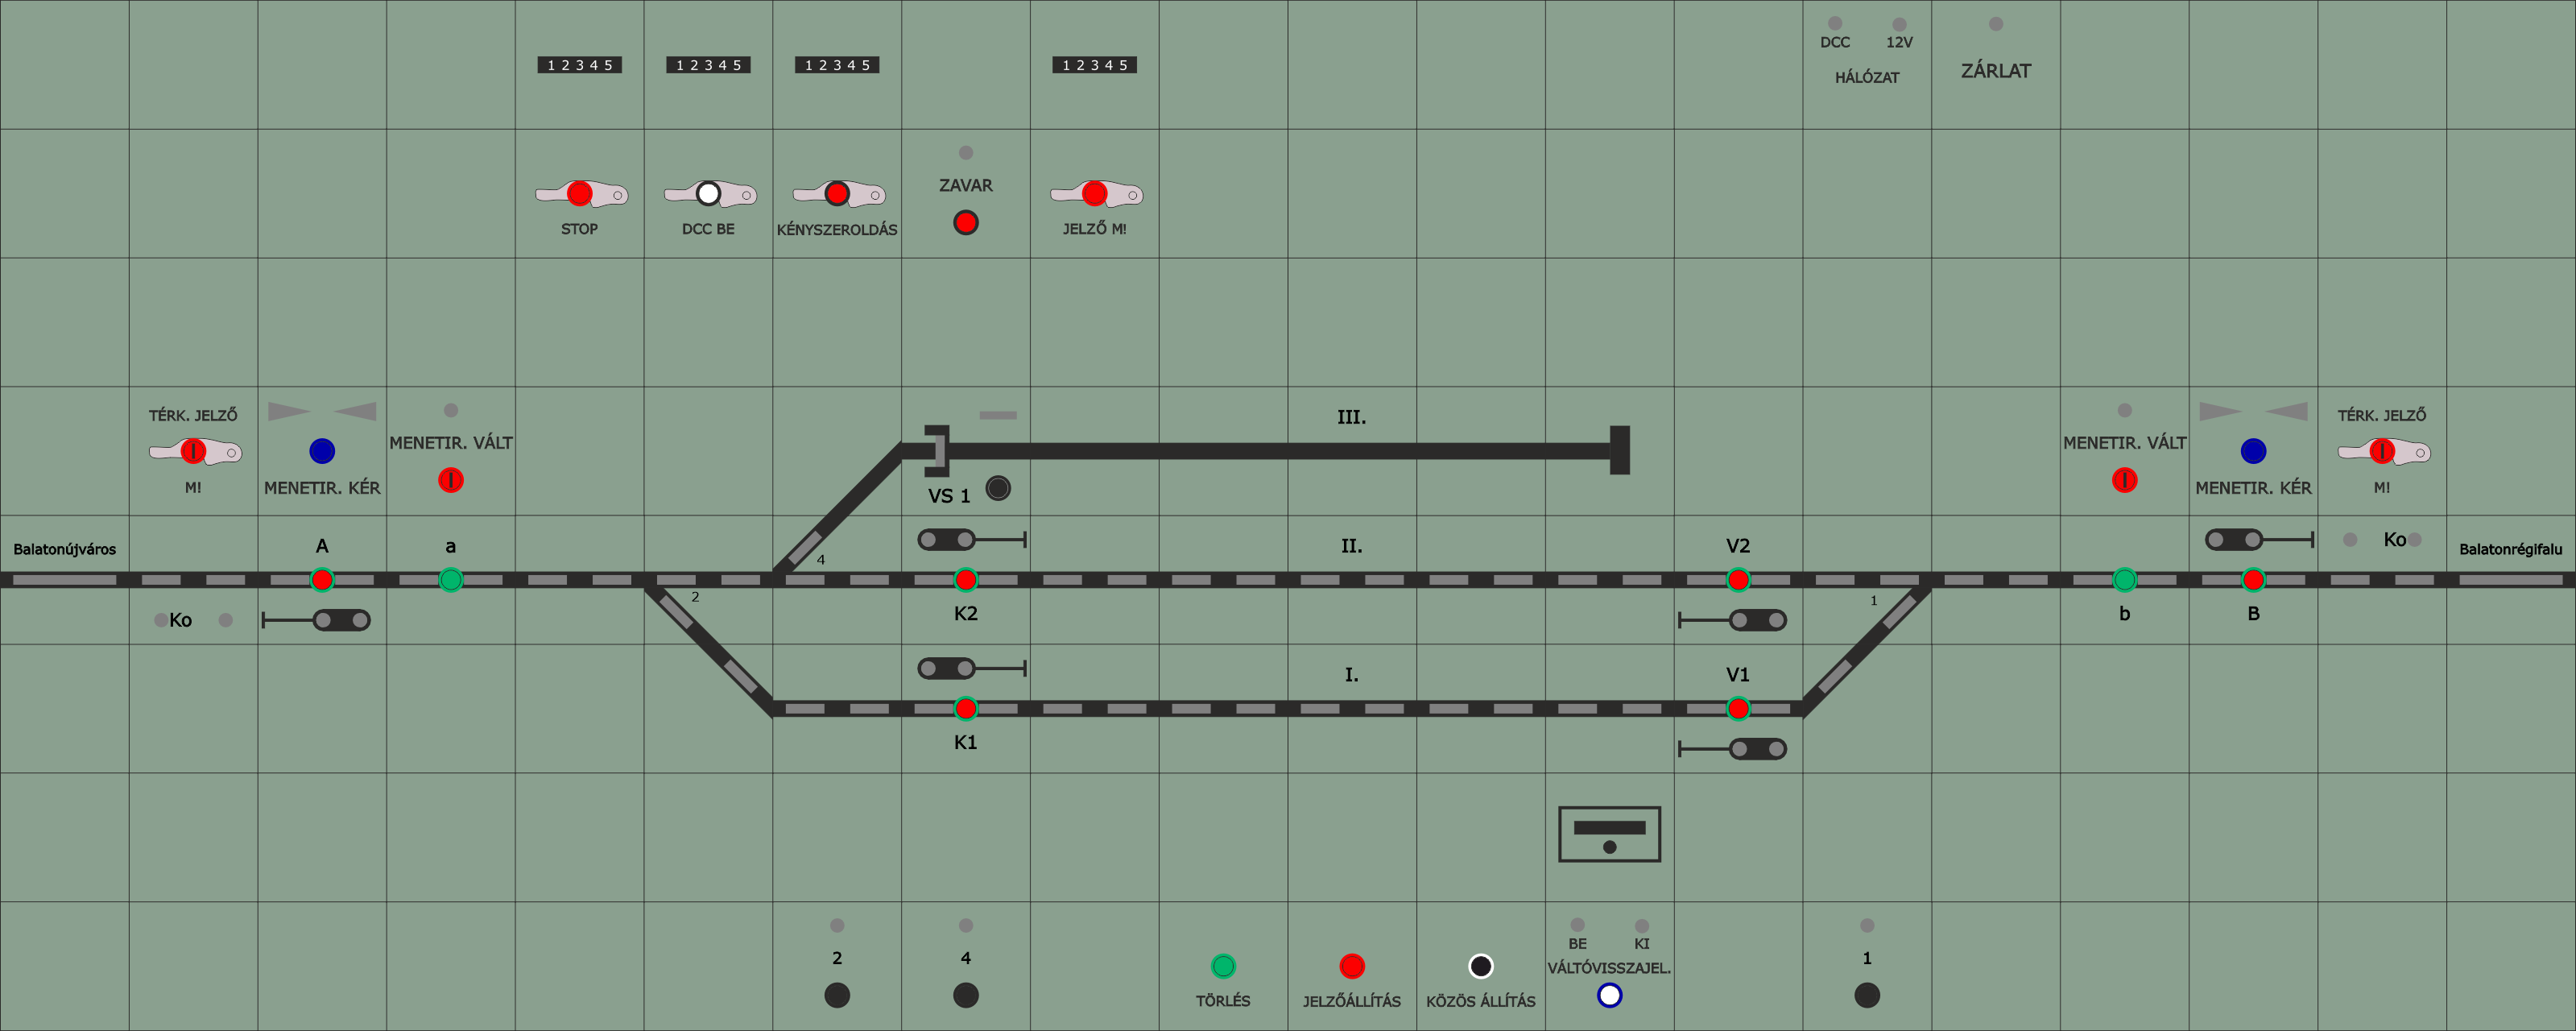 DCC 12V
HÁLÓZAT
ZÁRLAT
1 2 3 4 5
1 2 3 4 5
1 2 3 4 5
1 2 3 4 5
ZAVAR
STOP
DCC BE
KÉNYSZEROLDÁS
JELZŐ M!
TÉRK. JELZŐ
M!
MENETIR. KÉR
MENETIR. VÁLT
VS 1
III.
MENETIR. VÁLT
MENETIR. KÉR
TÉRK. JELZŐ
M!
Balatonújváros
A
a
4
II.
V2
Ko
Balatonrégifalu
Ko
2
K2
1
b
B
I.
V1
K1
2
4
TÖRLÉS
JELZŐÁLLÍTÁS
KÖZÖS ÁLLÍTÁS
BE KI
VÁLTÓVISSZAJEL.
1